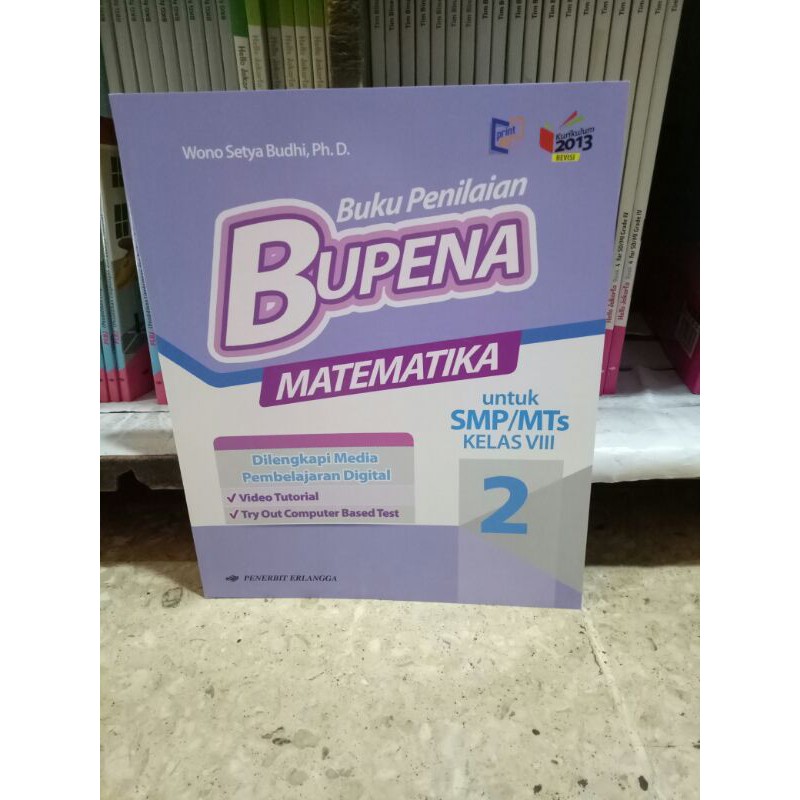 Wono Setya Budhi, Ph. D.
print
Kurikulum
2013
REVISI
Buku Penilaian
BUPENA
MATEMATIKA
untuk
SMP/MTs
KELAS VIII
2
Dilengkapi Media
Pembelajaran Digital
√ Video Tutorial
√ Try Out Computer Based Test
PENERBIT ERLANGGA